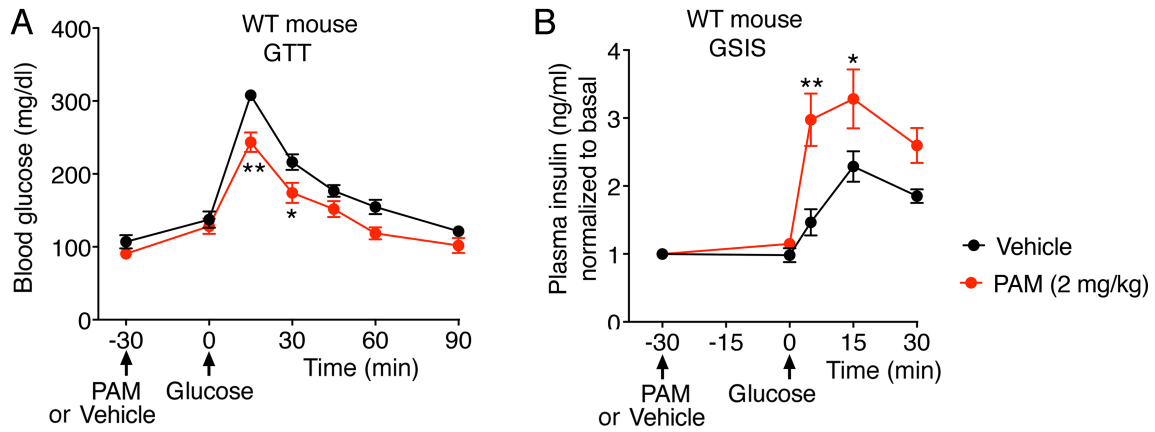 A
WT mouse
GTT
Blood glucose (mg/dl)
400
300
200
100
0
**
*
-30
0
30
60
90
Time (min)
PAM
or Vehicle
Glucose
B
WT mouse
GSIS
Plasma insulin (ng/ml)
normalized to basal
4
3
2
1
0
**
*
-30
-15
0
15
30
Time (min)
PAM
or Vehicle
Glucose
Vehicle
PAM (2 mg/kg)